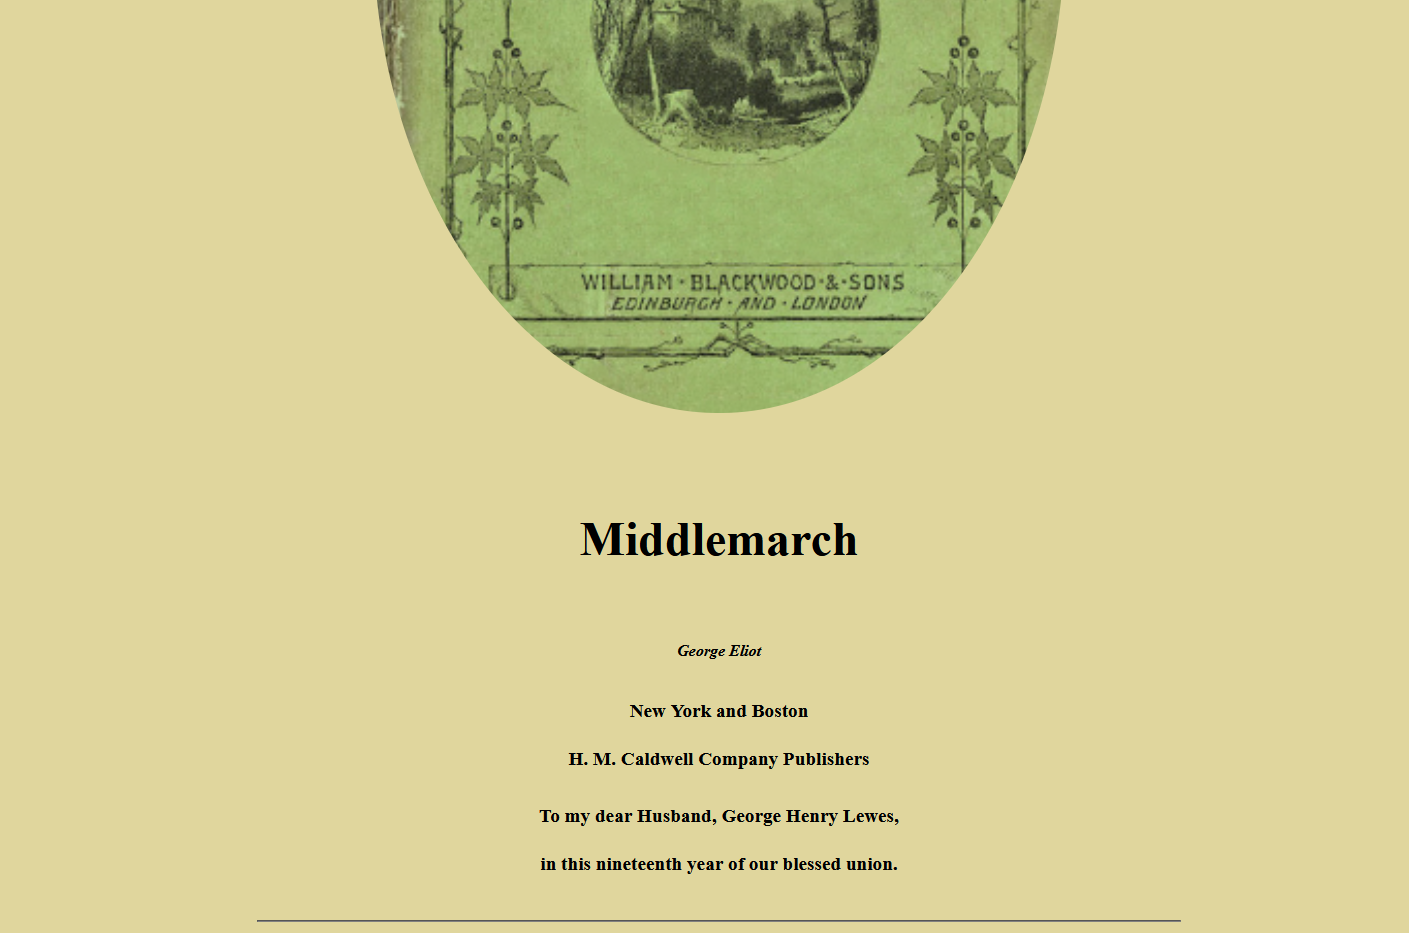 WILLIAM · BLACKWOOD · & · SONS
EDINBURGH · AND · LONDON
Middlemarch
George Eliot
New York and Boston
H. M. Caldwell Company Publishers
To my dear Husband, George Henry Lewes,
in this nineteenth year of our blessed union.